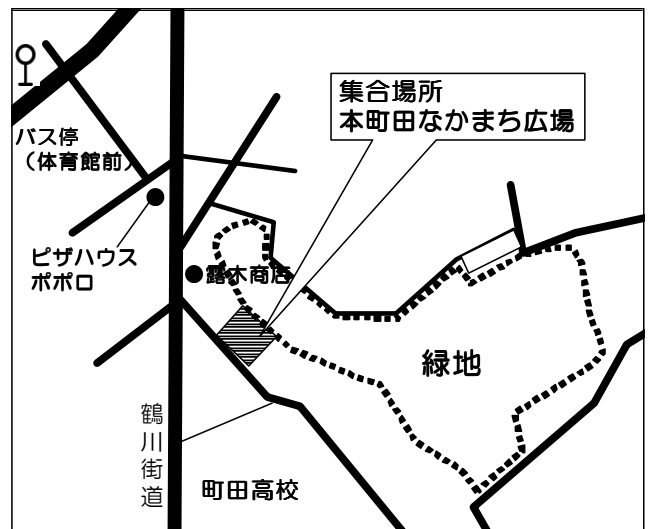 集合場所
本町田なかまち広場
バス停
（体育館前）
ピザハウス
ポポロ
露木商店
緑地
鶴川街道
町田高校